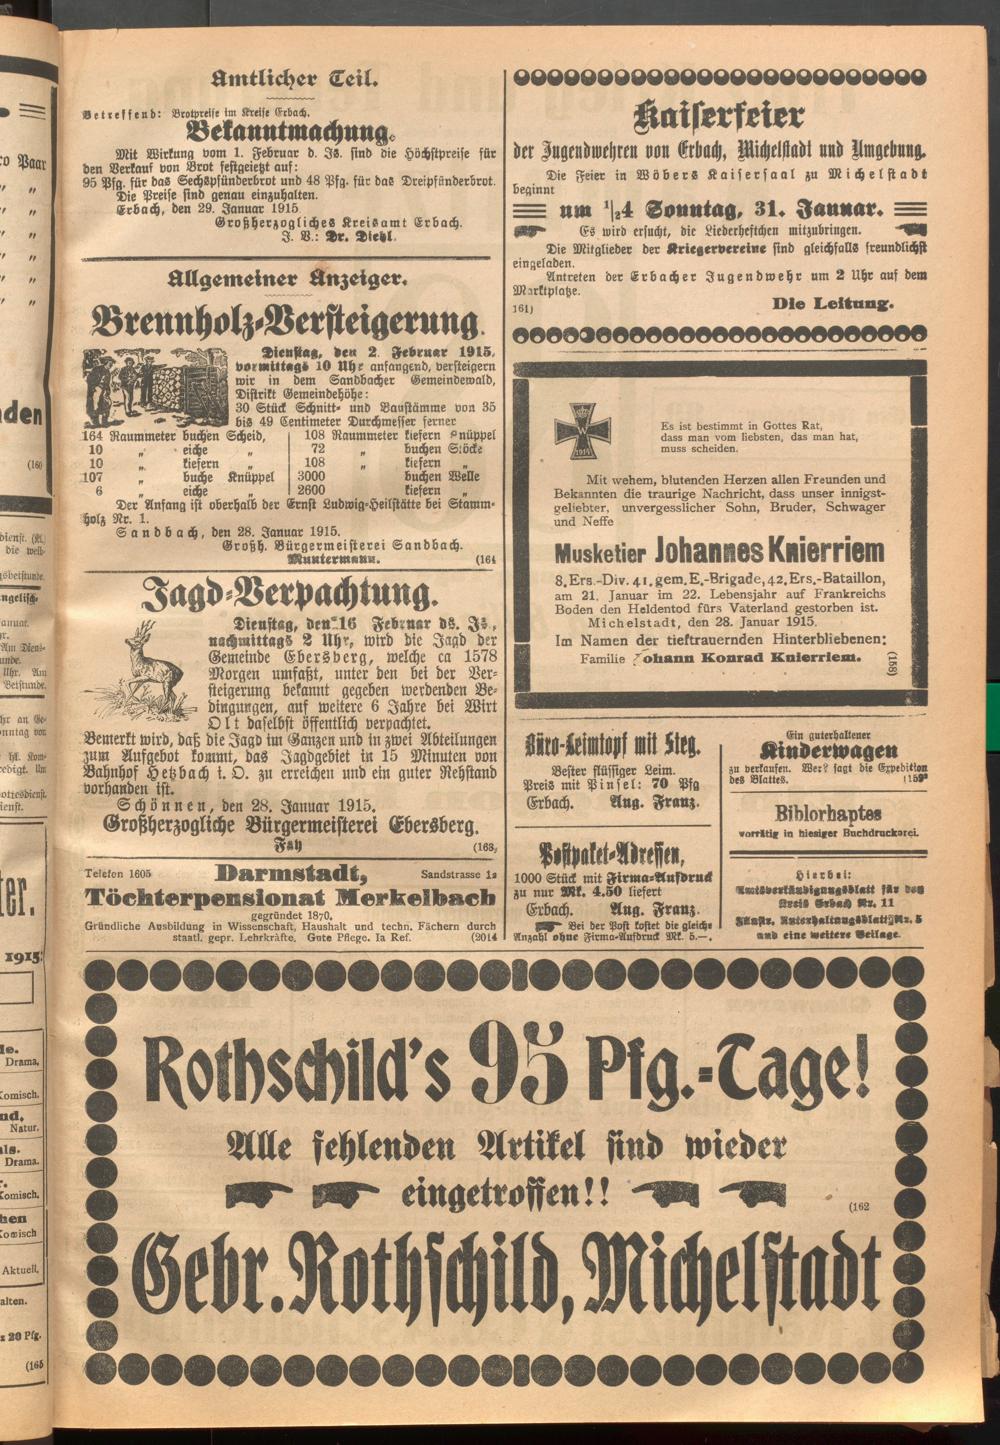 Amtlicher Teil.
Betreffend: Brotpreise im Kreise Erbach.
Bekanntmachung.
Mit Wirkung vom 1. Februar d. Js. sind die Höchstpreise für
den Verkauf von Brot festgesetzt auf:
95 Pfg. für das Sechspfünderbrot und 48 Pfg. für das Dreipfünderbrot.
Die Preise sind genau einzuhalten.
Erbach, den 29. Januar 1915
Großherzogliches Kreisamt Erbach.
J. V.: Dr. Diehl.
Allgemeiner Anzeiger.
Brennholz-Versteigerung.
Dienstag, den 2. Februar 1915,
vormittags 10 Uhr anfangend, versteigern
wir in dem Sandbacher Gemeindewald,
Distrikt Gemeindehöhe:
30 Stück Schnitt- und Baustämme von 35
bis 49 Centimeter Durchmesser ferner
164 Raummeter buchen Scheid,
10 „ eiche „
10 „ kiefern „
107 „ buche Knüppel
6 „ eiche „
108 Raummeter kiefern Knüppel
72 „ buchen Stöcke
108 „ kiefern „
3000 buchen Welle
2600 kiefern „
Der Anfang ist oberhalb der Ernst Ludwig-Heilstätte bei Stamm-
holz Nr. 1.
Sandbach, den 28. Januar 1915.
Großh. Bürgermeisterei Sandbach.
Muntermann. (164
Jagd-Verpachtung.
Dienstag, den 16 Februar ds. Js.,
nachmittags 2 Uhr, wird die Jagd der
Gemeinde Ebersberg, welche ca 1578
Morgen umfaßt, unter den bei der Ver-
steigerung bekannt gegeben werdenden Be-
dingungen, auf weitere 6 Jahre bei Wirt
Olt daselbst öffentlich verpachtet.
Bemerkt wird, daß die Jagd im Ganzen und in zwei Abteilungen
zum Aufgebot kommt, das Jagdgebiet in 15 Minuten von
Bahnhof Hetzbach i. O. zu erreichen und ein guter Rehstand
vorhanden ist.
Schönnen, den 28. Januar 1915.
Großherzogliche Bürgermeisterei Ebersberg.
Fay (163,
Telefon 1605 Darmstadt, Sandstrasse 1a
Töchterpensionat Merkelbach
gegründet 1870.
Gründliche Ausbildung in Wissenschaft, Haushalt und techn. Fächern durch
staatl. gepr. Lehrkräfte. Gute Pflege. Ia Ref. (2014
Kaiserfeier
der Jugendwehren von Erbach, Michelstadt und Umgebung.
Die Feier in Wöbers Kaisersaal zu Michelstadt
beginnt
um 1/24 Sonntag, 31. Januar.
Es wird ersucht, die Liederheftchen mitzubringen.
Die Mitglieder der Kriegervereine sind gleichfalls freundlichst
eingeladen.
Antreten der Erbacher Jugendwehr um 2 Uhr auf dem
Marktplatze.
161) Die Leitung.
W
1914
Es ist bestimmt in Gottes Rat,
dass man vom liebsten, das man hat,
muss scheiden.
Mit wehem, blutenden Herzen allen Freunden und
Bekannten die traurige Nachricht, dass unser innigst-
geliebter, unvergesslicher Sohn, Bruder, Schwager
und Neffe
Musketier Johannes Knierriem
8. Ers.-Div. 41. gem. E.-Brigade, 42. Ers.-Bataillon,
am 21. Januar im 22. Lebensjahr auf Frankreichs
Boden den Heldentod fürs Vaterland gestorben ist.
Michelstadt, den 28. Januar 1915.
Im Namen der tieftrauernden Hinterbliebenen:
Familie Johann Konrad Knierriem.
(158)
Büro-Leimtopf mit Steg.
Bester flüssiger Leim.
Preis mit Pinsel: 70 Pfg
Erbach. Aug. Franz.
Postpaket-Adressen,
1000 Stück mit Firma-Aufdruck
zu nur Mk. 4.50 liefert
Erbach. Aug. Franz.
Bei der Post kostet die gleiche
Anzahl ohne Firma-Aufdruck Mk. 5.—.
Ein guterhaltener
Kinderwagen
zu verkaufen. Wer? sagt die Expedition
des Blattes. (159
Biblorhaptes
vorrätig in hiesiger Buchdruckerei.
Hierbei:
Amtsverkündigungsblatt für den
Kreis Erbach Nr. 11
Illustr. Unterhaltungsblatt Nr. 5
und eine weitere Beilage.
Rothschild's 95 Pfg.-Tage!
Alle fehlenden Artikel sind wieder
eingetroffen!!
(162
Gebr. Rothschild, Michelstadt
ro Paar
(160
1915
Drama,
Komisch.
Natur.
Drama.
Komisch.
Komisch
Aktuell.
20 Pfg.
(165